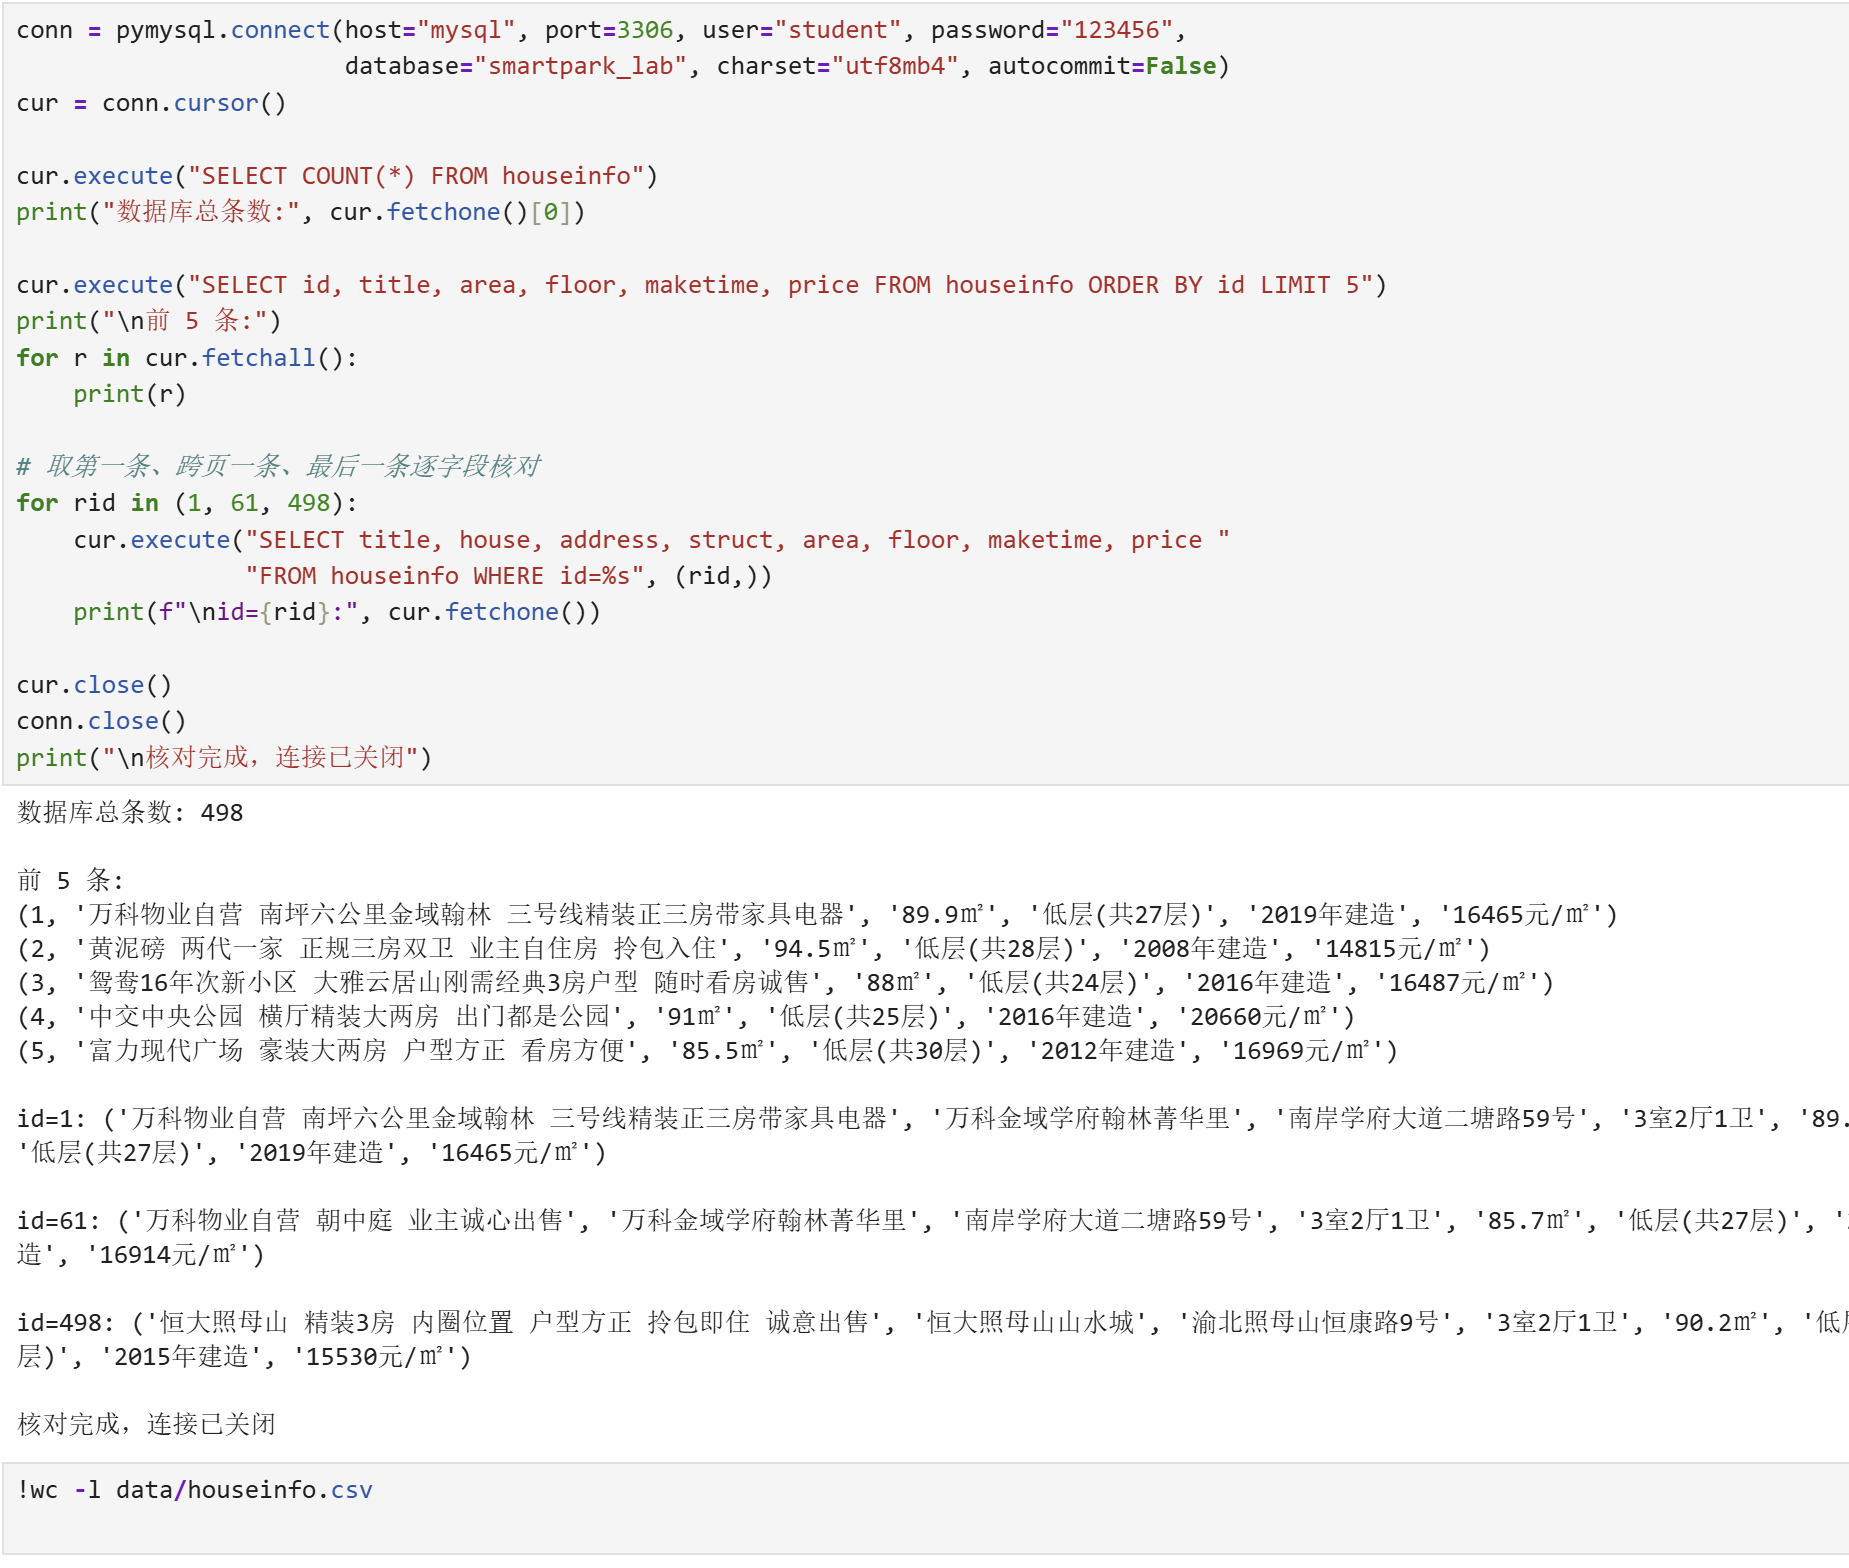 conn = pymysql.connect(host="mysql", port=3306, user="student", password="123456",
                       database="smartpark_lab", charset="utf8mb4", autocommit=False)
cur = conn.cursor()

cur.execute("SELECT COUNT(*) FROM houseinfo")
print("数据库总条数:", cur.fetchone()[0])

cur.execute("SELECT id, title, area, floor, maketime, price FROM houseinfo ORDER BY id LIMIT 5")
print("\n前 5 条:")
for r in cur.fetchall():
    print(r)

# 取第一条、跨页一条、最后一条逐字段核对
for rid in (1, 61, 498):
    cur.execute("SELECT title, house, address, struct, area, floor, maketime, price "
                "FROM houseinfo WHERE id=%s", (rid,))
    print(f"\nid={rid}:", cur.fetchone())

cur.close()
conn.close()
print("\n核对完成，连接已关闭")
数据库总条数: 498

前 5 条:
(1, '万科物业自营 南坪六公里金域翰林 三号线精装正三房带家具电器', '89.9㎡', '低层(共27层)', '2019年建造', '16465元/㎡')
(2, '黄泥磅 两代一家 正规三房双卫 业主自住房 拎包入住', '94.5㎡', '低层(共28层)', '2008年建造', '14815元/㎡')
(3, '鸳鸯16年次新小区 大雅云居山刚需经典3房户型 随时看房诚售', '88㎡', '低层(共24层)', '2016年建造', '16487元/㎡')
(4, '中交中央公园 横厅精装大两房 出门都是公园', '91㎡', '低层(共25层)', '2016年建造', '20660元/㎡')
(5, '富力现代广场 豪装大两房 户型方正 看房方便', '85.5㎡', '低层(共30层)', '2012年建造', '16969元/㎡')

id=1: ('万科物业自营 南坪六公里金域翰林 三号线精装正三房带家具电器', '万科金域学府翰林菁华里', '南岸学府大道二塘路59号', '3室2厅1卫', '89.
'低层(共27层)', '2019年建造', '16465元/㎡')

id=61: ('万科物业自营 朝中庭 业主诚心出售', '万科金域学府翰林菁华里', '南岸学府大道二塘路59号', '3室2厅1卫', '85.7㎡', '低层(共27层)', '
造', '16914元/㎡')

id=498: ('恒大照母山 精装3房 内圈位置 户型方正 拎包即住 诚意出售', '恒大照母山山水城', '渝北照母山恒康路9号', '3室2厅1卫', '90.2㎡', '低
层)', '2015年建造', '15530元/㎡')

核对完成，连接已关闭
!wc -l data/houseinfo.csv